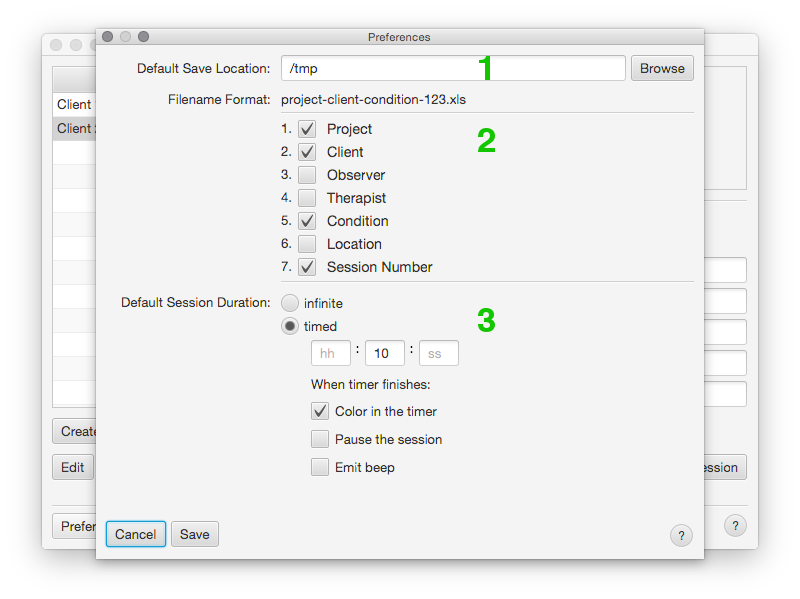 Preferences
Default Save Location: /tmp 1 Browse
Filename Format: project-client-condition-123.xls
1. Project
2. Client
2
3. Observer
4. Therapist
5. Condition
6. Location
7. Session Number
Default Session Duration: infinite
timed
3
hh : 10 : ss
When timer finishes:
Color in the timer
Pause the session
Emit beep
Cancel Save ?
Client
Client
Create
Edit
ession
Prefer
?